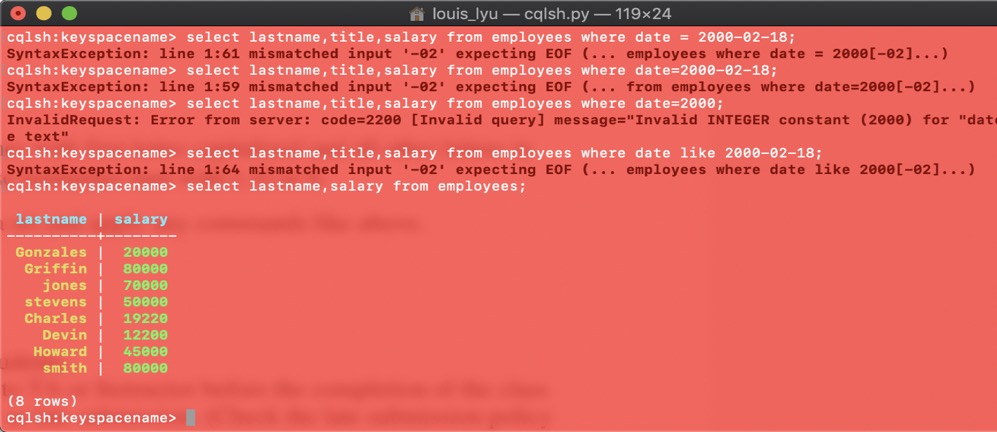 louis_lyu — cqlsh.py — 119×24
cqlsh:keyspacename> select lastname,title,salary from employees where date = 2000-02-18;
SyntaxException: line 1:61 mismatched input '-02' expecting EOF (... employees where date = 2000[-02]...)
cqlsh:keyspacename> select lastname,title,salary from employees where date=2000-02-18;
SyntaxException: line 1:59 mismatched input '-02' expecting EOF (... from employees where date=2000[-02]...)
cqlsh:keyspacename> select lastname,title,salary from employees where date=2000;
InvalidRequest: Error from server: code=2200 [Invalid query] message="Invalid INTEGER constant (2000) for "dat
e text"
cqlsh:keyspacename> select lastname,title,salary from employees where date like 2000-02-18;
SyntaxException: line 1:64 mismatched input '-02' expecting EOF (... employees where date like 2000[-02]...)
cqlsh:keyspacename> select lastname,salary from employees;
lastname | salary
----------+--------
Gonzales | 20000
Griffin | 80000
jones | 70000
stevens | 50000
Charles | 19220
Devin | 12200
Howard | 45000
smith | 80000
(8 rows)
cqlsh:keyspacename>